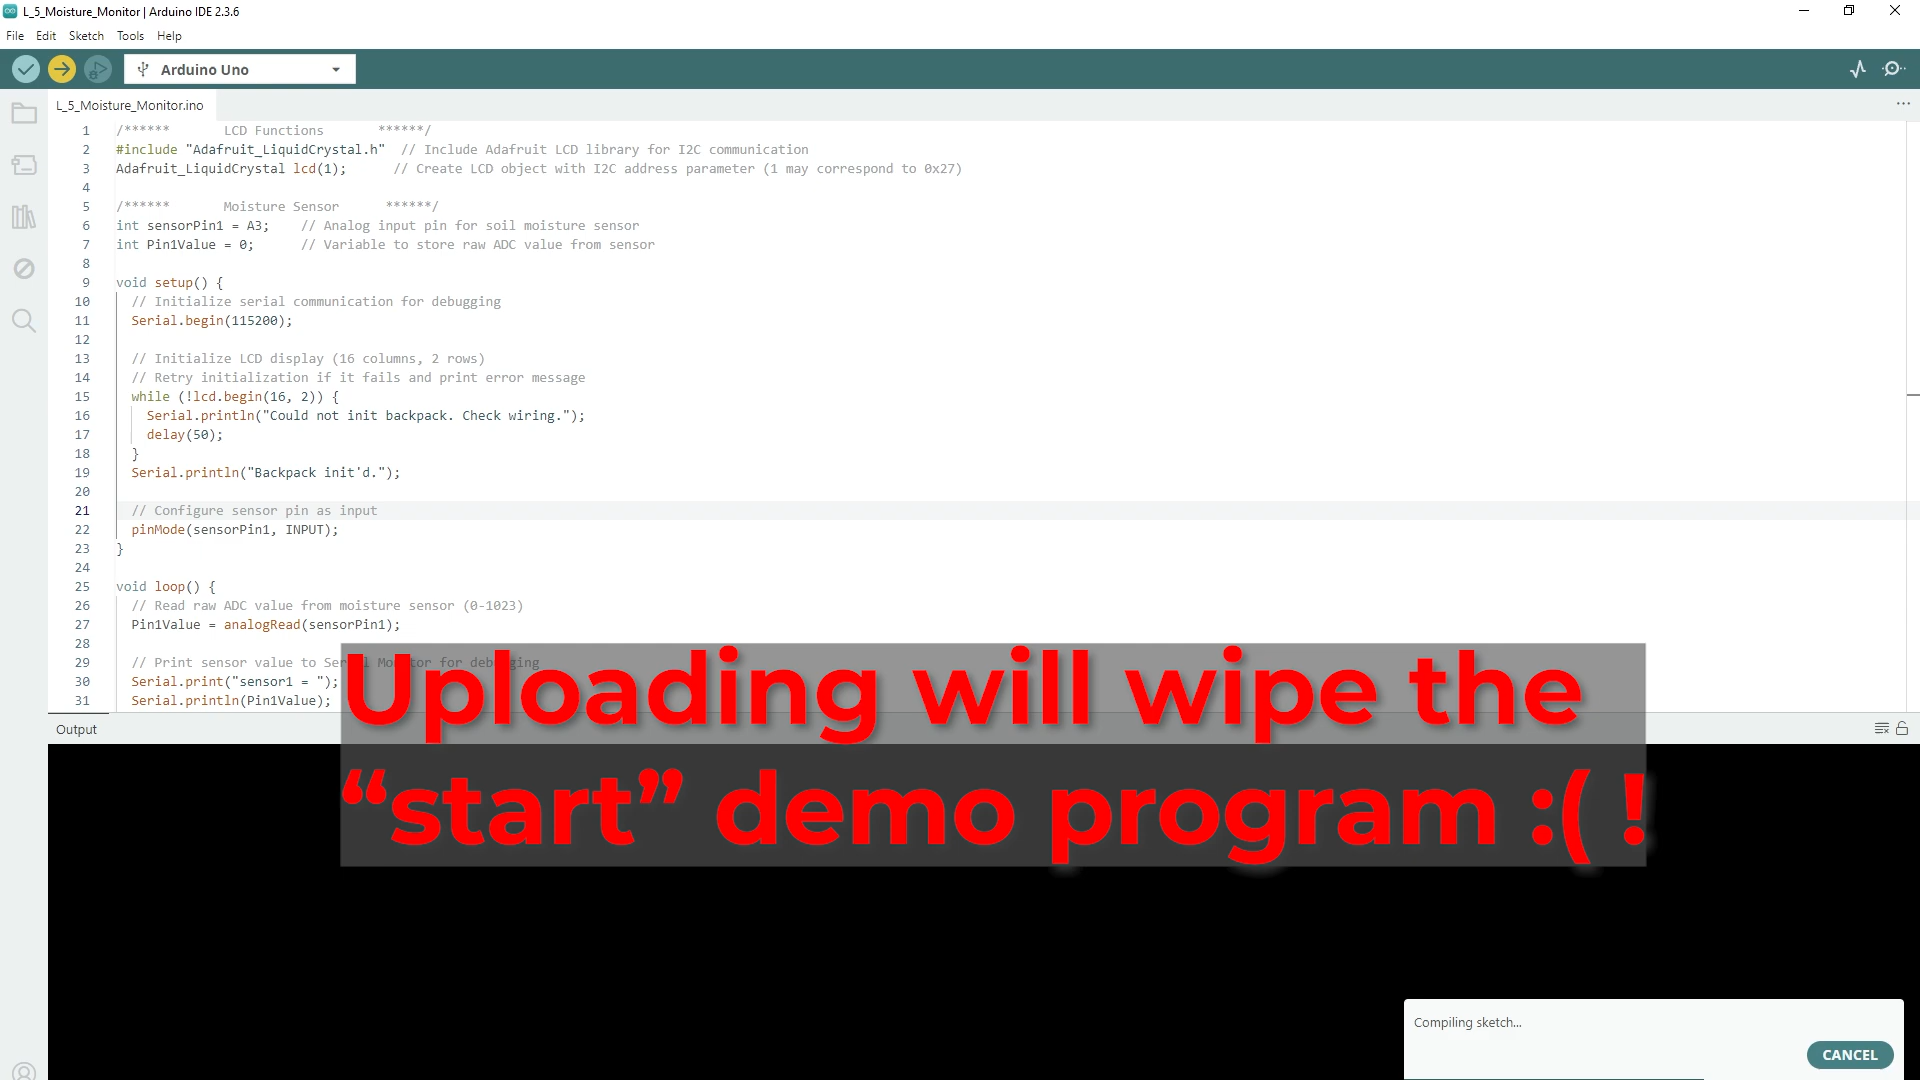 L_5_Moisture_Monitor | Arduino IDE 2.3.6
File Edit Sketch Tools Help
Arduino Uno
L_5_Moisture_Monitor.ino
1 /****** LCD Functions ******/
2 #include "Adafruit_LiquidCrystal.h" // Include Adafruit LCD library for I2C communication
3 Adafruit_LiquidCrystal lcd(1); // Create LCD object with I2C address parameter (1 may correspond to 0x27)
4
5 /****** Moisture Sensor ******/
6 int sensorPin1 = A3; // Analog input pin for soil moisture sensor
7 int Pin1Value = 0; // Variable to store raw ADC value from sensor
8
9 void setup() {
10 // Initialize serial communication for debugging
11 Serial.begin(115200);
12
13 // Initialize LCD display (16 columns, 2 rows)
14 // Retry initialization if it fails and print error message
15 while (!lcd.begin(16, 2)) {
16 Serial.println("Could not init backpack. Check wiring.");
17 delay(50);
18 }
19 Serial.println("Backpack init'd.");
20
21 // Configure sensor pin as input
22 pinMode(sensorPin1, INPUT);
23 }
24
25 void loop() {
26 // Read raw ADC value from moisture sensor (0-1023)
27 Pin1Value = analogRead(sensorPin1);
28
29 // Print sensor value to Serial Monitor for debugging
30 Serial.print("sensor1 = ");
31 Serial.println(Pin1Value);
Uploading will wipe the
“start” demo program :( !
Output
Compiling sketch...
CANCEL